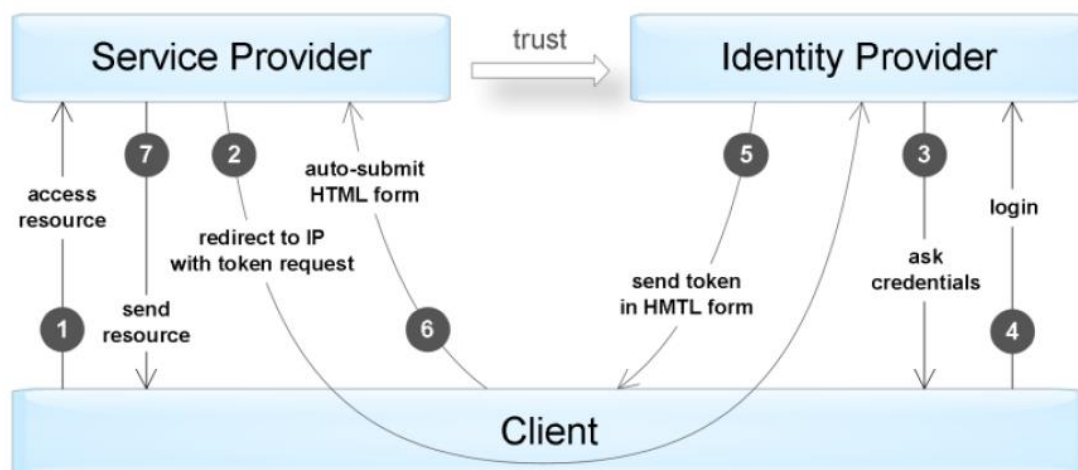 Service Provider
trust
Identity Provider
1
access
resource
7
send
resource
2
redirect to IP
with token request
auto-submit
HTML form
6
5
send token
in HMTL form
3
ask
credentials
login
4
Client